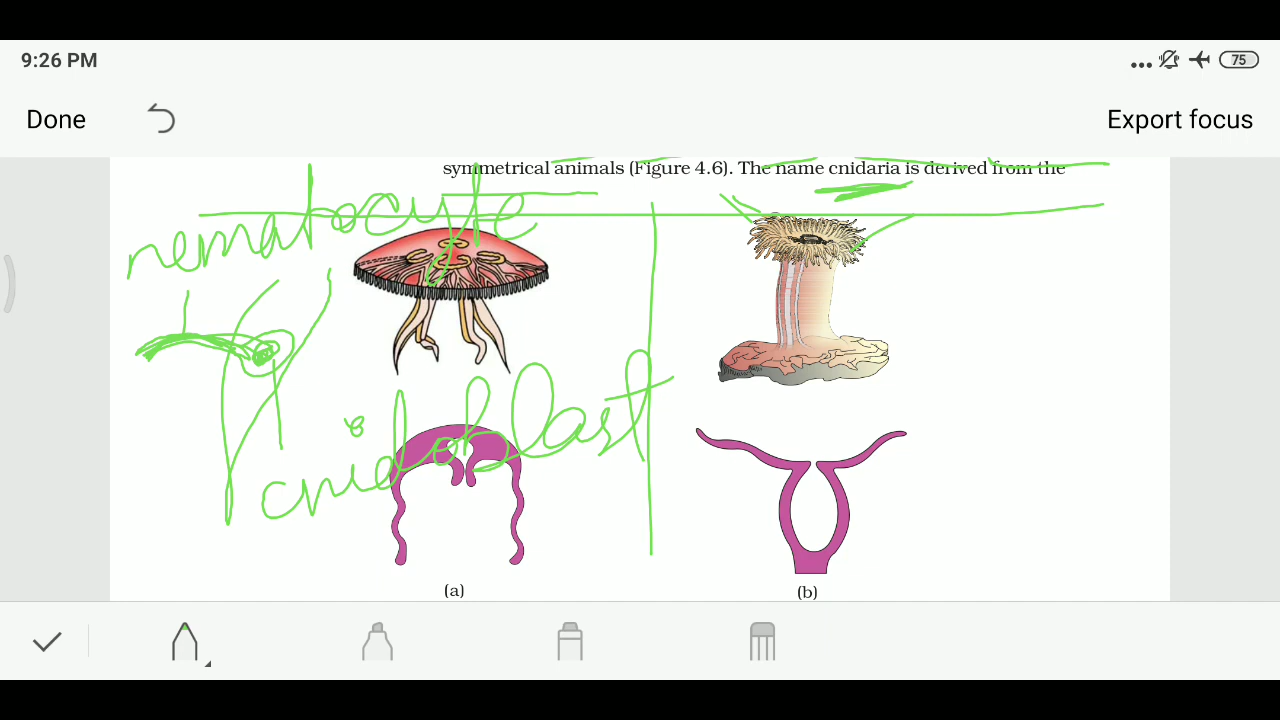 9:26 PM
75
Done
Export focus
symmetrical animals (Figure 4.6). The name cnidaria is derived from the
nematocyte
cnidoblast
(a)
(b)